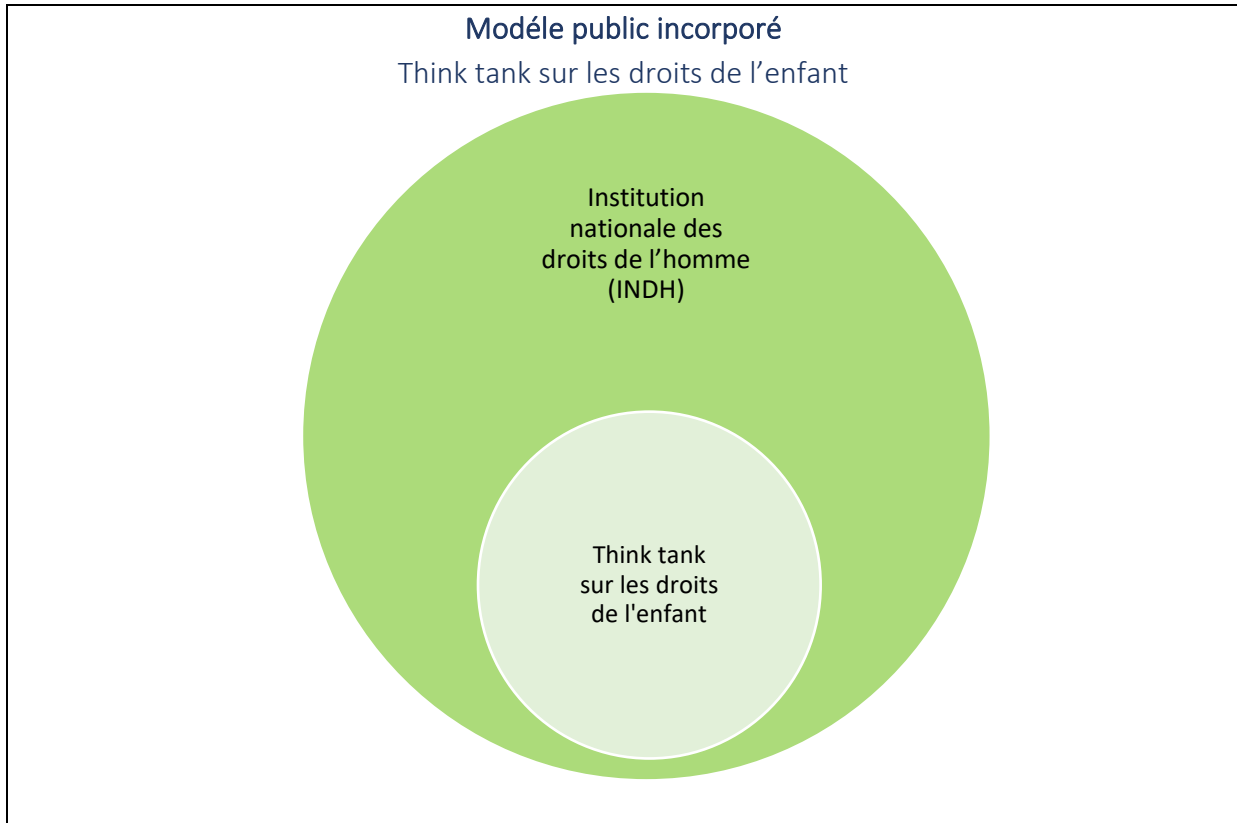 Modéle public incorporé
Think tank sur les droits de l’enfant
Institution
nationale des
droits de l’homme
(INDH)
Think tank
sur les droits
de l'enfant